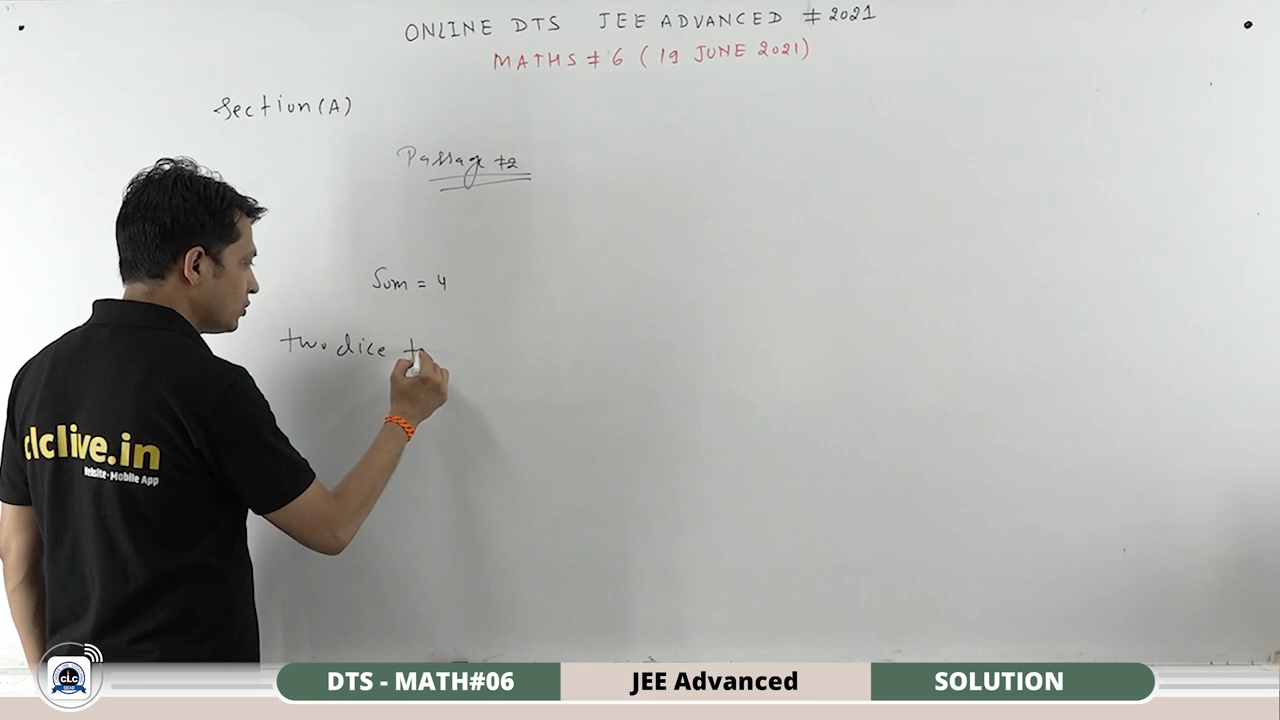 ONLINE DTS JEE ADVANCED # 2021
MATHS # 6 ( 19 JUNE 2021)
Section (A)
Passage #2
Sum = 4
two dice t
clclive.in
Website - Mobile App
CLC
DTS - MATH#06
JEE Advanced
SOLUTION